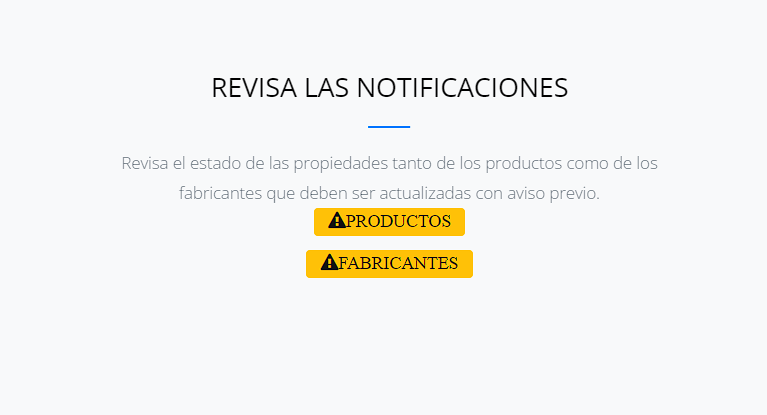 REVISA LAS NOTIFICACIONES
Revisa el estado de las propiedades tanto de los productos como de los
fabricantes que deben ser actualizadas con aviso previo.
PRODUCTOS
FABRICANTES